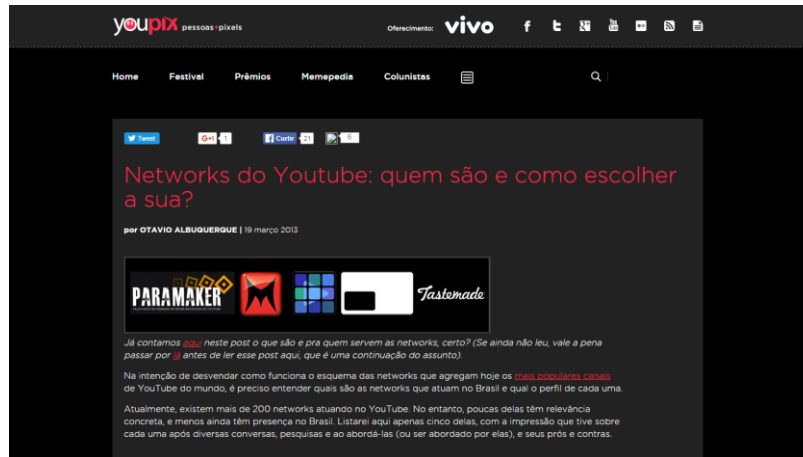 youpix pessoas+pixels
Oferecimento: vivo
Home Festival Prêmios Memepedia Colunistas
Tweet G+1 1 Curtir 21 6
Networks do Youtube: quem são e como escolher
a sua?
por OTAVIO ALBUQUERQUE | 19 março 2013
PARAMAKER Tastemade
Já contamos aqui neste post o que são e pra quem servem as networks, certo? (Se ainda não leu, vale a pena
passar por lá antes de ler esse post aqui, que é uma continuação do assunto).
Na intenção de desvendar como funciona o esquema das networks que agregam hoje os mais populares canais
de YouTube do mundo, é preciso entender quais são as networks que atuam no Brasil e qual o perfil de cada uma.
Atualmente, existem mais de 200 networks atuando no YouTube. No entanto, poucas delas têm relevância
concreta, e menos ainda têm presença no Brasil. Listarei aqui apenas cinco delas, com a impressão que tive sobre
cada uma após diversas conversas, pesquisas e ao abordá-las (ou ser abordado por elas), e seus prós e contras.